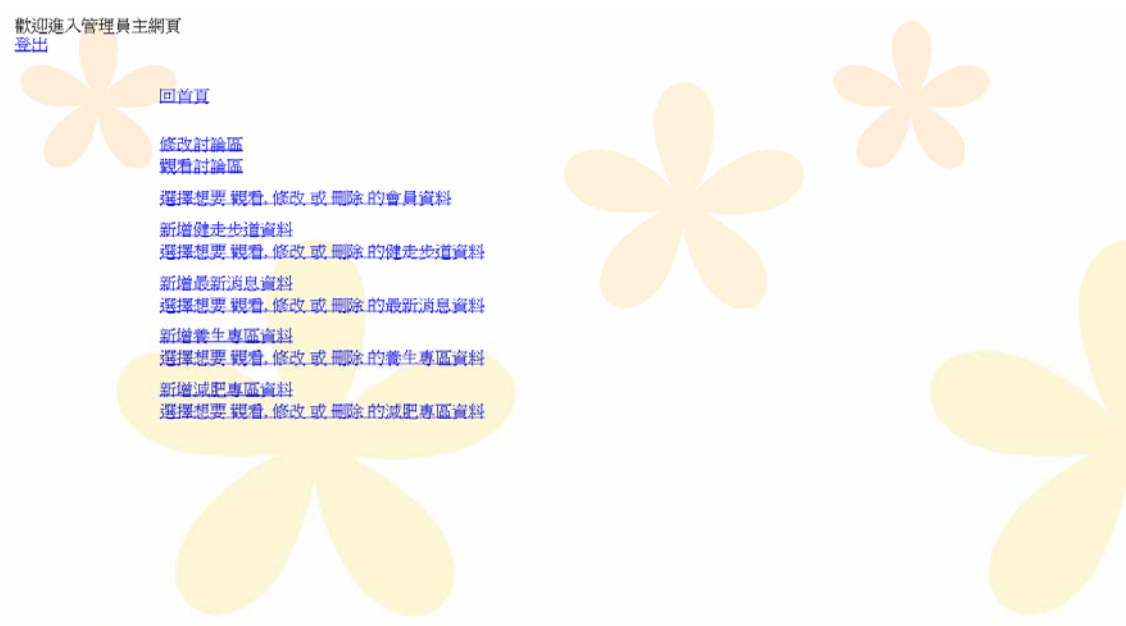 歡迎進入管理員主網頁
登出
回首頁
修改討論區
觀看討論區
選擇想要 觀看, 修改 或 刪除 的會員資料
新增健走步道資料
選擇想要 觀看, 修改 或 刪除 的健走步道資料
新增最新消息資料
選擇想要 觀看, 修改 或 刪除 的最新消息資料
新增養生專區資料
選擇想要 觀看, 修改 或 刪除 的養生專區資料
新增減肥專區資料
選擇想要 觀看, 修改 或 刪除 的減肥專區資料